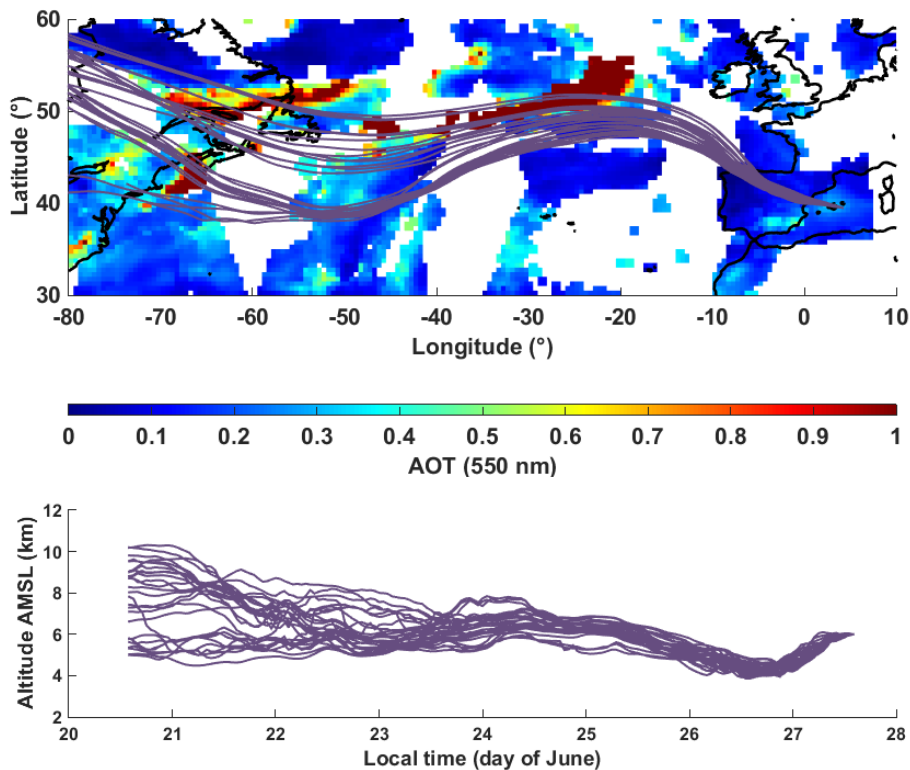 60
50
40
30
Latitude (°)
-80 -70 -60 -50 -40 -30 -20 -10 0 10
Longitude (°)
0 0.1 0.2 0.3 0.4 0.5 0.6 0.7 0.8 0.9 1
AOT (550 nm)
12
10
8
6
4
2
Altitude AMSL (km)
20 21 22 23 24 25 26 27 28
Local time (day of June)